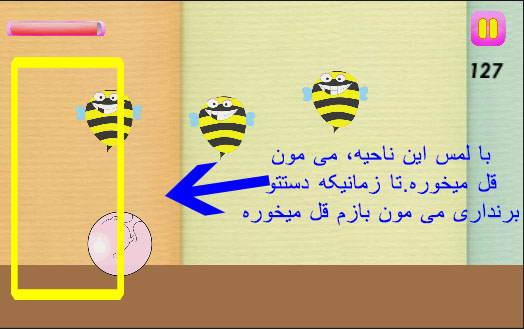 127
با لمس این ناحیه، می مون
قل میخوره.تا زمانیکه دستتو
برنداری می مون بازم قل میخوره